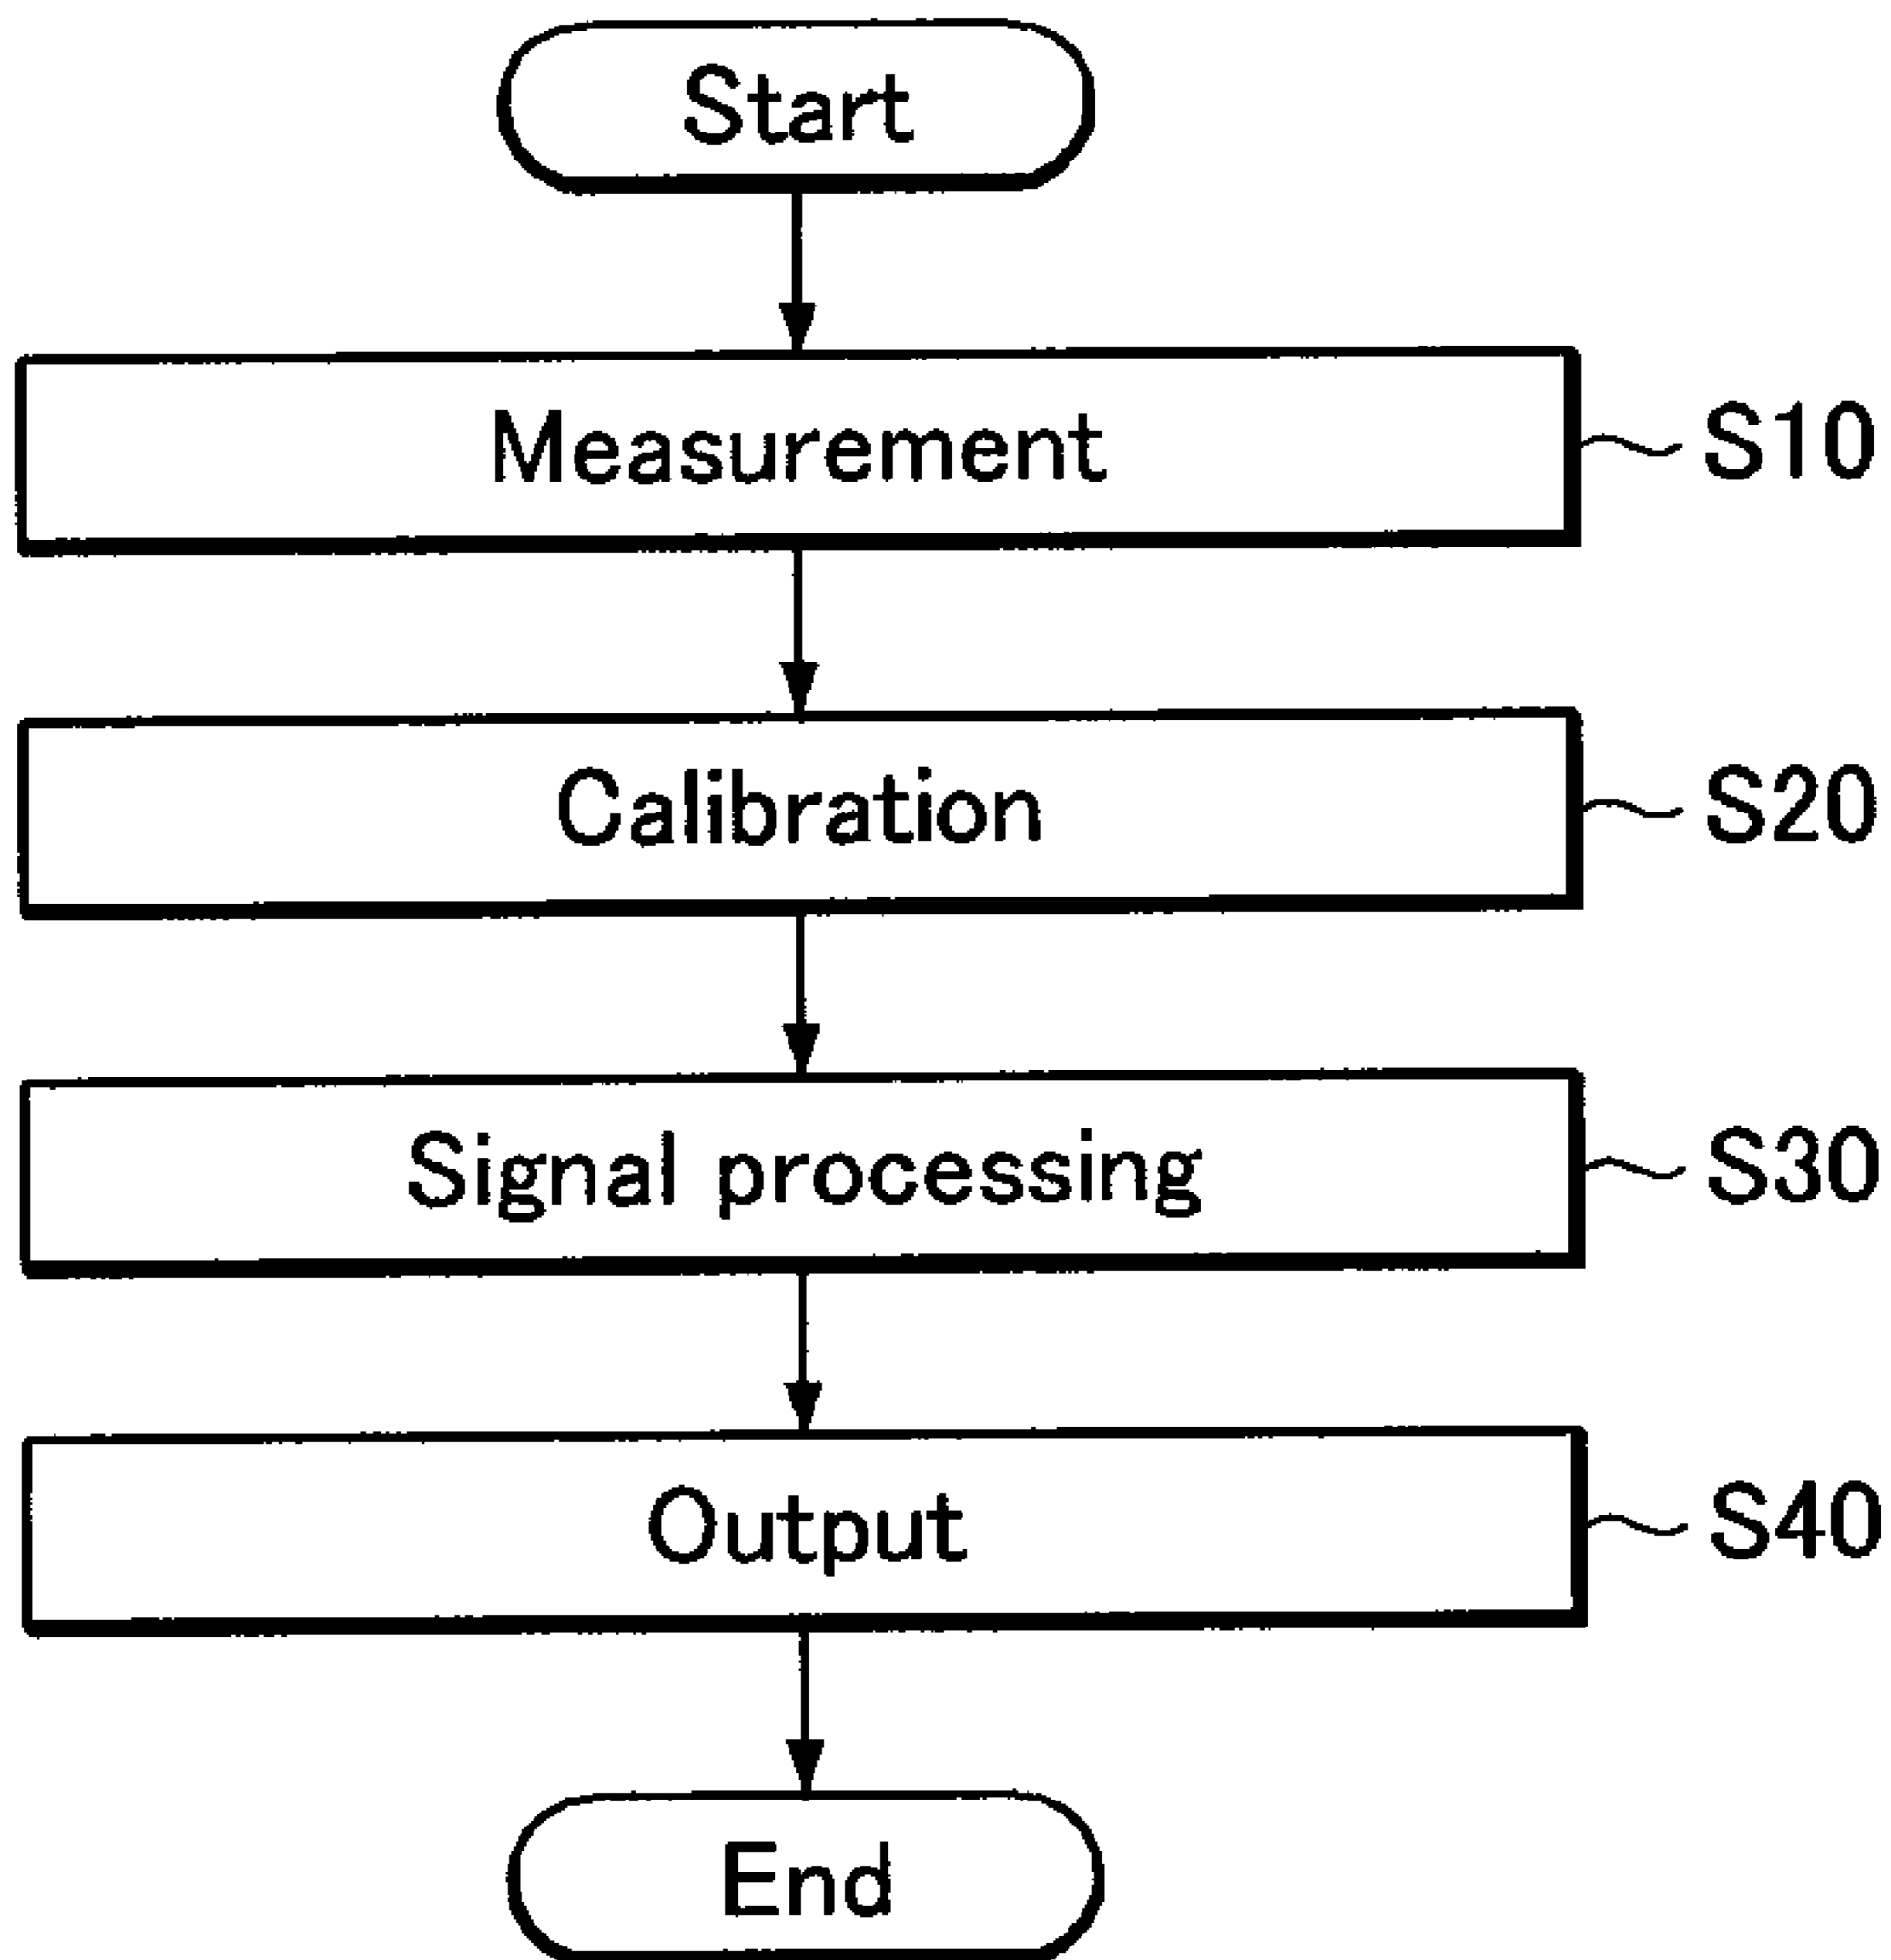 Start
Measurement S10
Calibration S20
Signal processing S30
Output S40
End